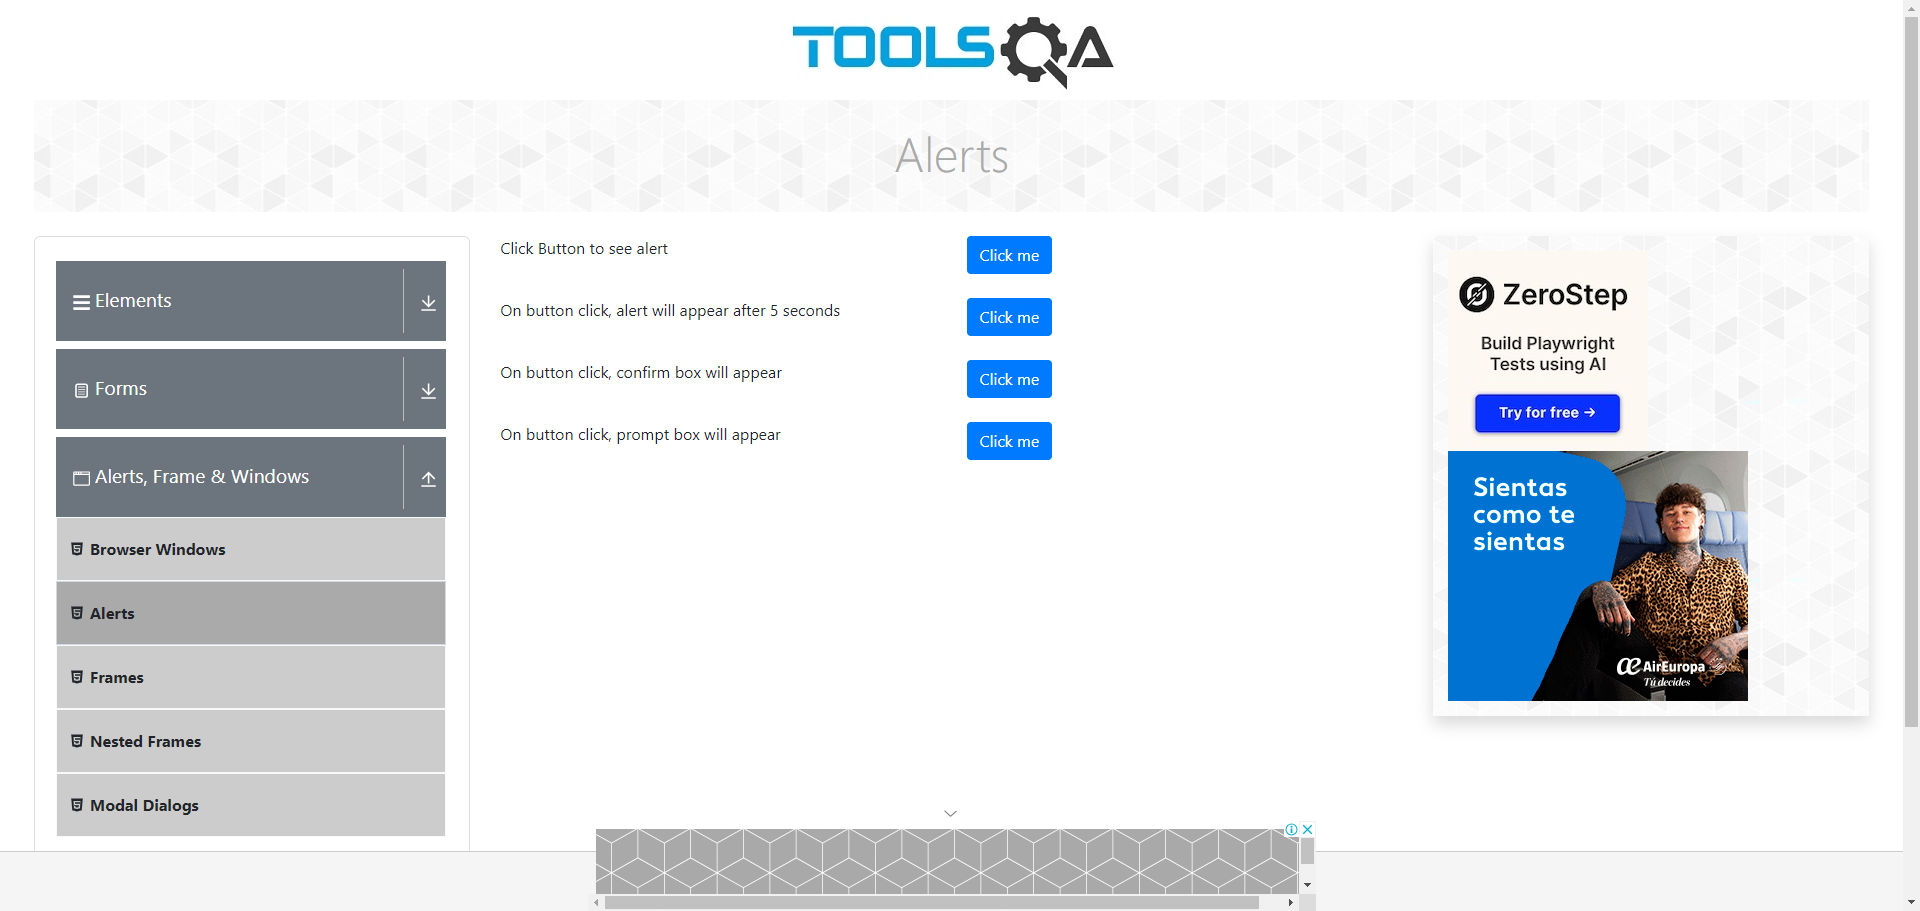 TOOLSQA
Alerts
Elements
Forms
Alerts, Frame & Windows
Browser Windows
Alerts
Frames
Nested Frames
Modal Dialogs
Click Button to see alert
Click me
On button click, alert will appear after 5 seconds
Click me
On button click, confirm box will appear
Click me
On button click, prompt box will appear
Click me
ZeroStep
Build Playwright
Tests using AI
Try for free →
Sientas
como te
sientas
AirEuropa
Tú decides